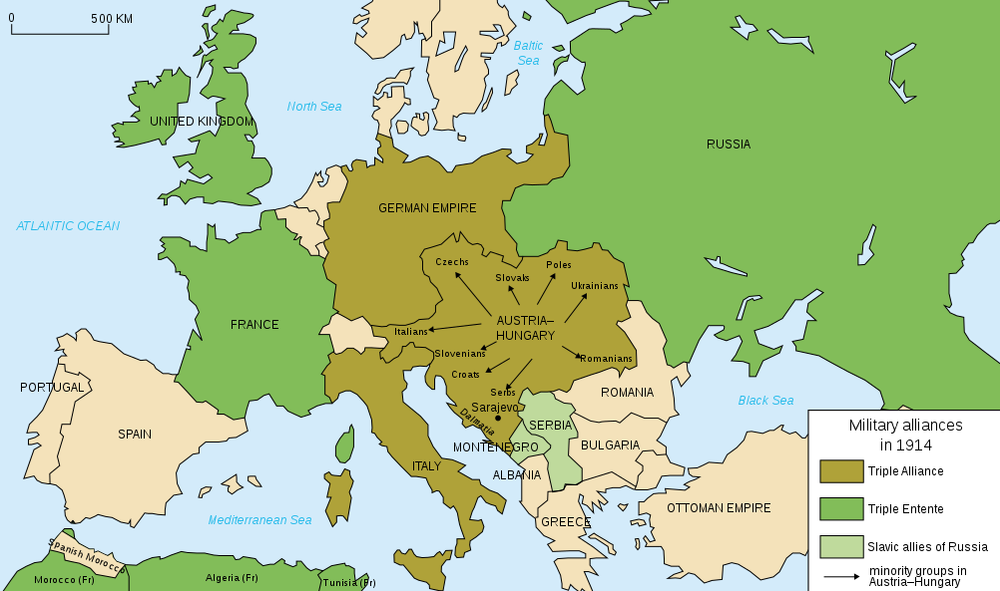 0 500 KM
Baltic
Sea
North Sea
UNITED KINGDOM
RUSSIA
GERMAN EMPIRE
ATLANTIC OCEAN
Czechs
Slovaks
Poles
Ukrainians
FRANCE
Italians
AUSTRIA–
HUNGARY
Slovenians
Romanians
Croats
PORTUGAL
Serbs
ROMANIA
Black Sea
Sarajevo
Dalmatia
SPAIN
SERBIA
MONTENEGRO
BULGARIA
ITALY
ALBANIA
OTTOMAN EMPIRE
Mediterranean Sea
GREECE
Spanish Morocco
Morocco (Fr)
Algeria (Fr)
Tunisia (Fr)
Military alliances
in 1914
Triple Alliance
Triple Entente
Slavic allies of Russia
minority groups in
Austria–Hungary